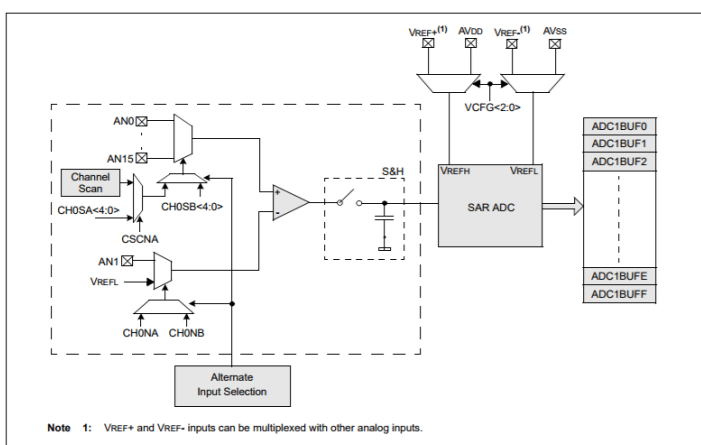 VREF+(1) AVDD VREF-(1) AVSS
VCFG<2:0>
AN0
AN15
Channel
Scan
CH0SA<4:0>
CH0SB<4:0>
CSCNA
AN1
VREFL
CH0NA CH0NB
+
-
S&H
VREFH VREFL
SAR ADC
ADC1BUF0
ADC1BUF1
ADC1BUF2
ADC1BUFE
ADC1BUFF
Alternate
Input Selection
Note 1: VREF+ and VREF- inputs can be multiplexed with other analog inputs.